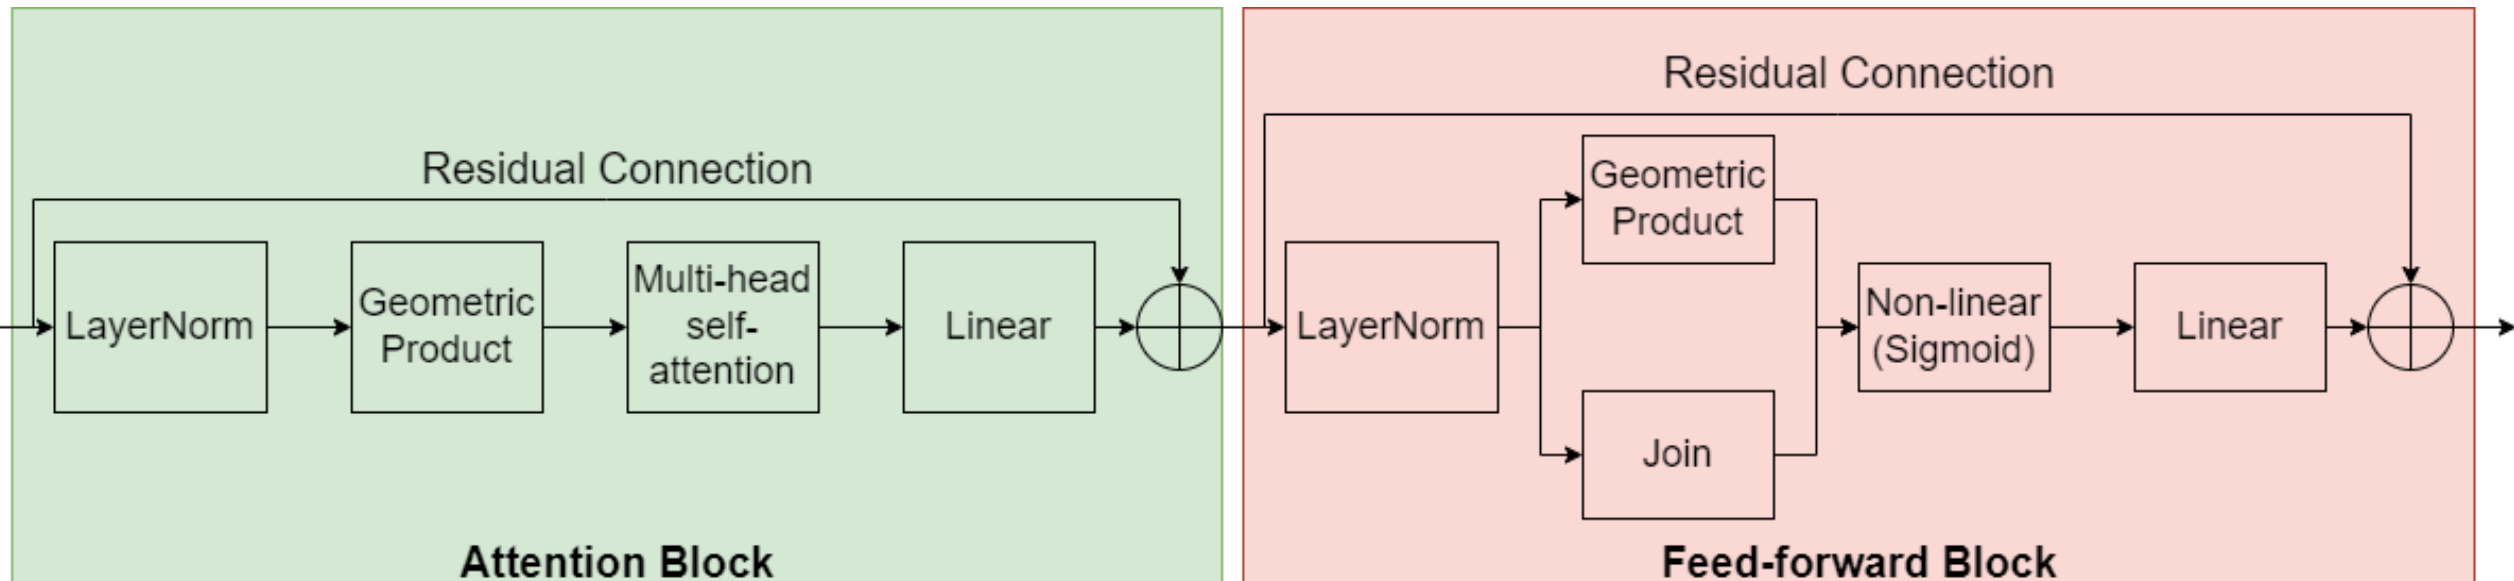 Residual Connection
LayerNorm
Geometric
Product
Multi-head
self-
attention
Linear
Attention Block
Residual Connection
LayerNorm
Geometric
Product
Join
Non-linear
(Sigmoid)
Linear
Feed-forward Block